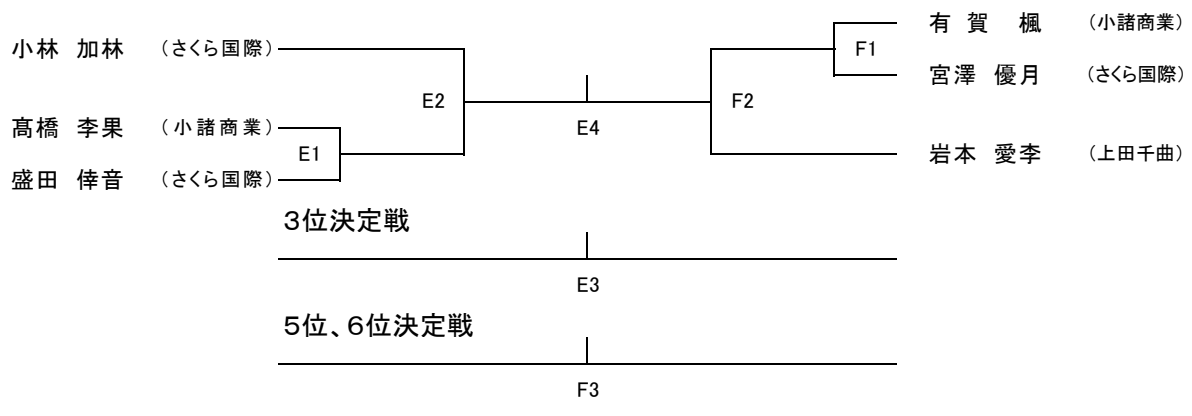 小林 加林 (さくら国際)
E2
髙橋 李果 (小諸商業)
E1
盛田 倖音 (さくら国際)
E4
有賀 楓 (小諸商業)
F1
宮澤 優月 (さくら国際)
F2
岩本 愛李 (上田千曲)
3位決定戦
E3
5位、6位決定戦
F3